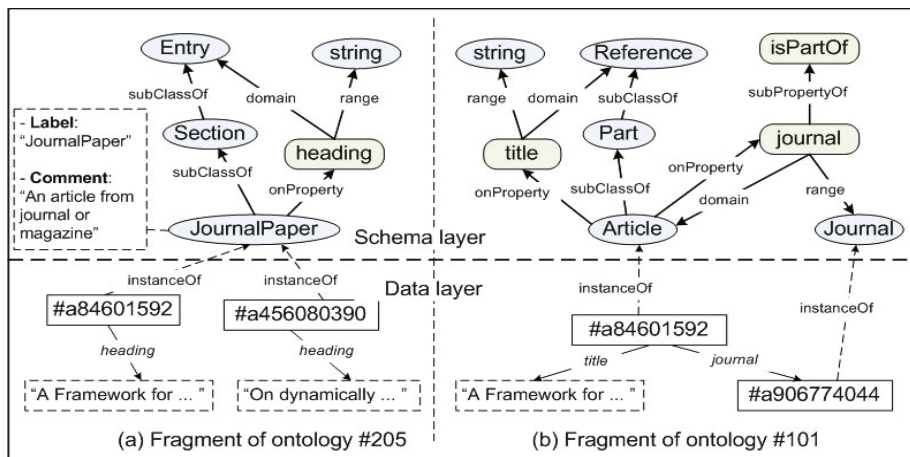 Entry
string
subClassOf
domain
range
- Label:
"JournalPaper"
- Comment:
"An article from
journal or
magazine"
Section
heading
subClassOf
onProperty
JournalPaper
Schema layer
instanceOf
instanceOf
Data layer
#a84601592
#a456080390
heading
heading
"A Framework for ... "
"On dynamically ... "
(a) Fragment of ontology #205
string
Reference
isPartOf
range
domain
subClassOf
subPropertyOf
title
Part
journal
onProperty
subClassOf
onProperty
domain
range
Article
Journal
instanceOf
instanceOf
#a84601592
title
journal
"A Framework for ... "
#a906774044
(b) Fragment of ontology #101